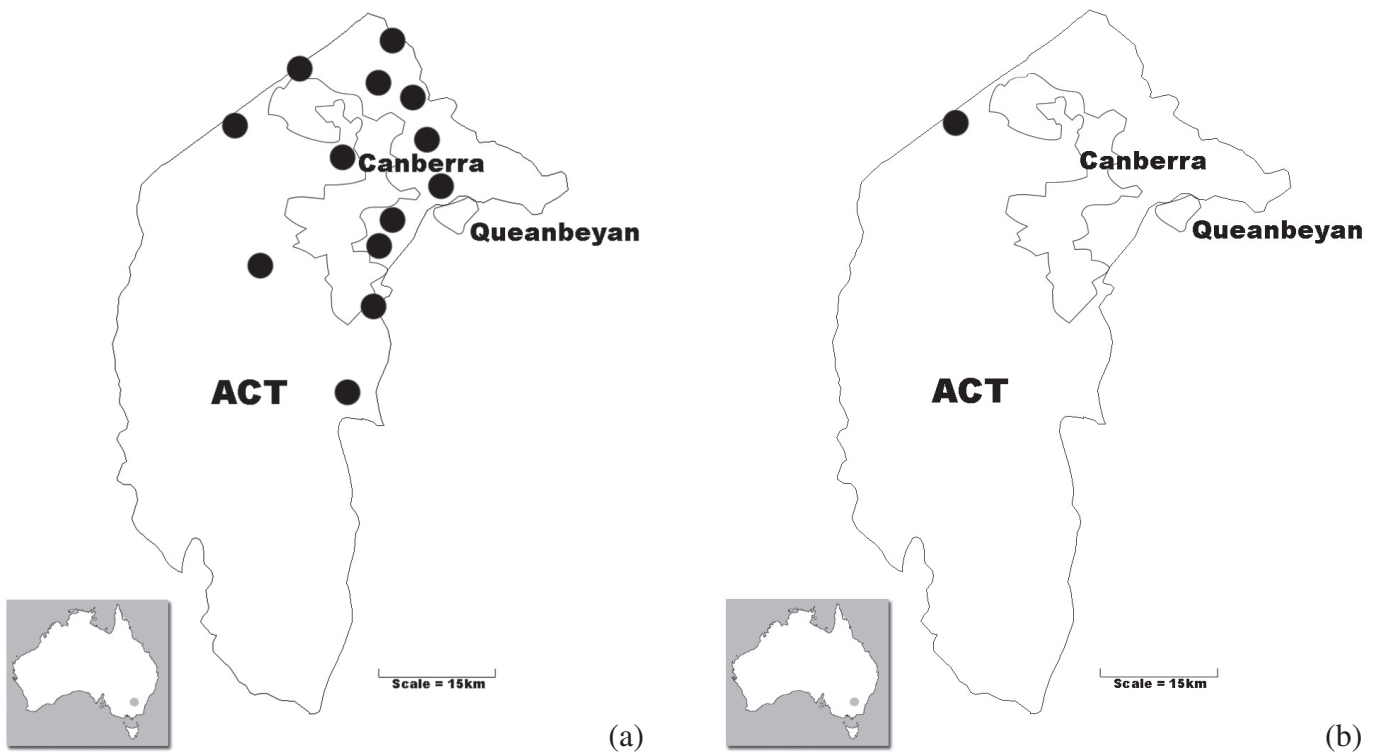 Canberra
Queanbeyan
ACT
Scale = 15km
(a)
Canberra
Queanbeyan
ACT
Scale = 15km
(b)